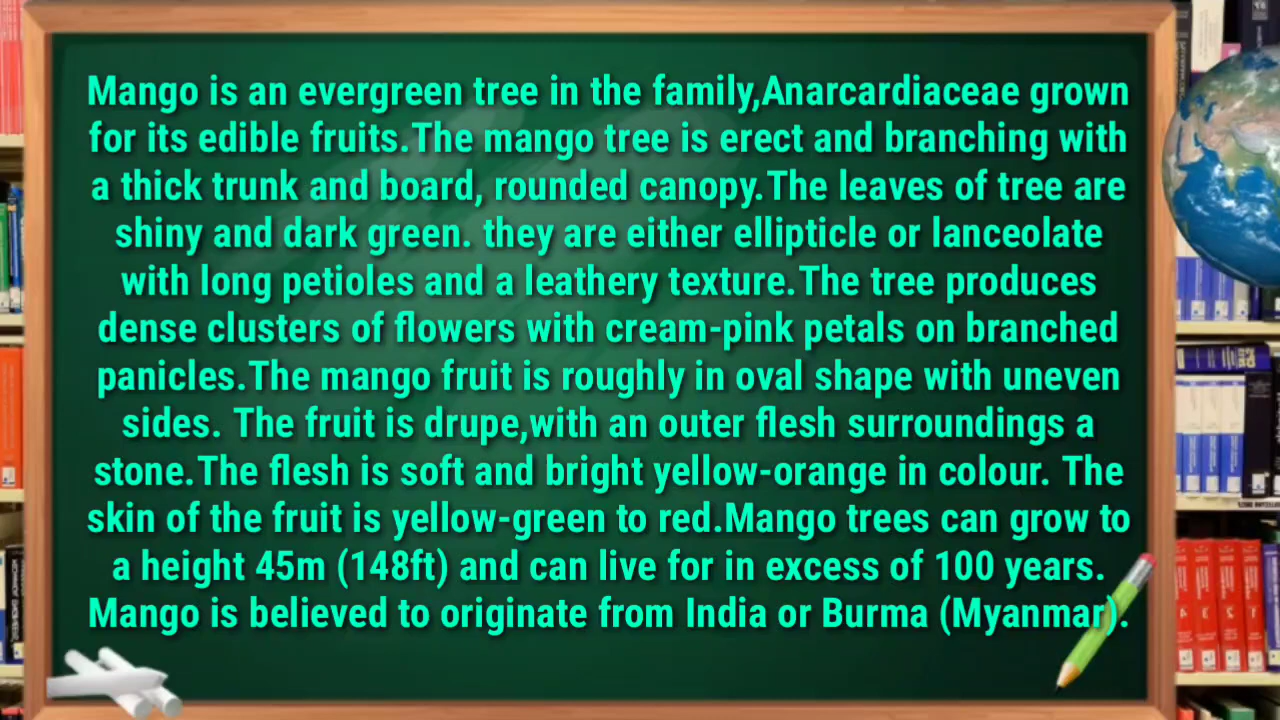 Mango is an evergreen tree in the family,Anarcardiaceae grown
for its edible fruits.The mango tree is erect and branching with
a thick trunk and board, rounded canopy.The leaves of tree are
shiny and dark green. they are either ellipticle or lanceolate
with long petioles and a leathery texture.The tree produces
dense clusters of flowers with cream-pink petals on branched
panicles.The mango fruit is roughly in oval shape with uneven
sides. The fruit is drupe,with an outer flesh surroundings a
stone.The flesh is soft and bright yellow-orange in colour. The
skin of the fruit is yellow-green to red.Mango trees can grow to
a height 45m (148ft) and can live for in excess of 100 years.
Mango is believed to originate from India or Burma (Myanmar).